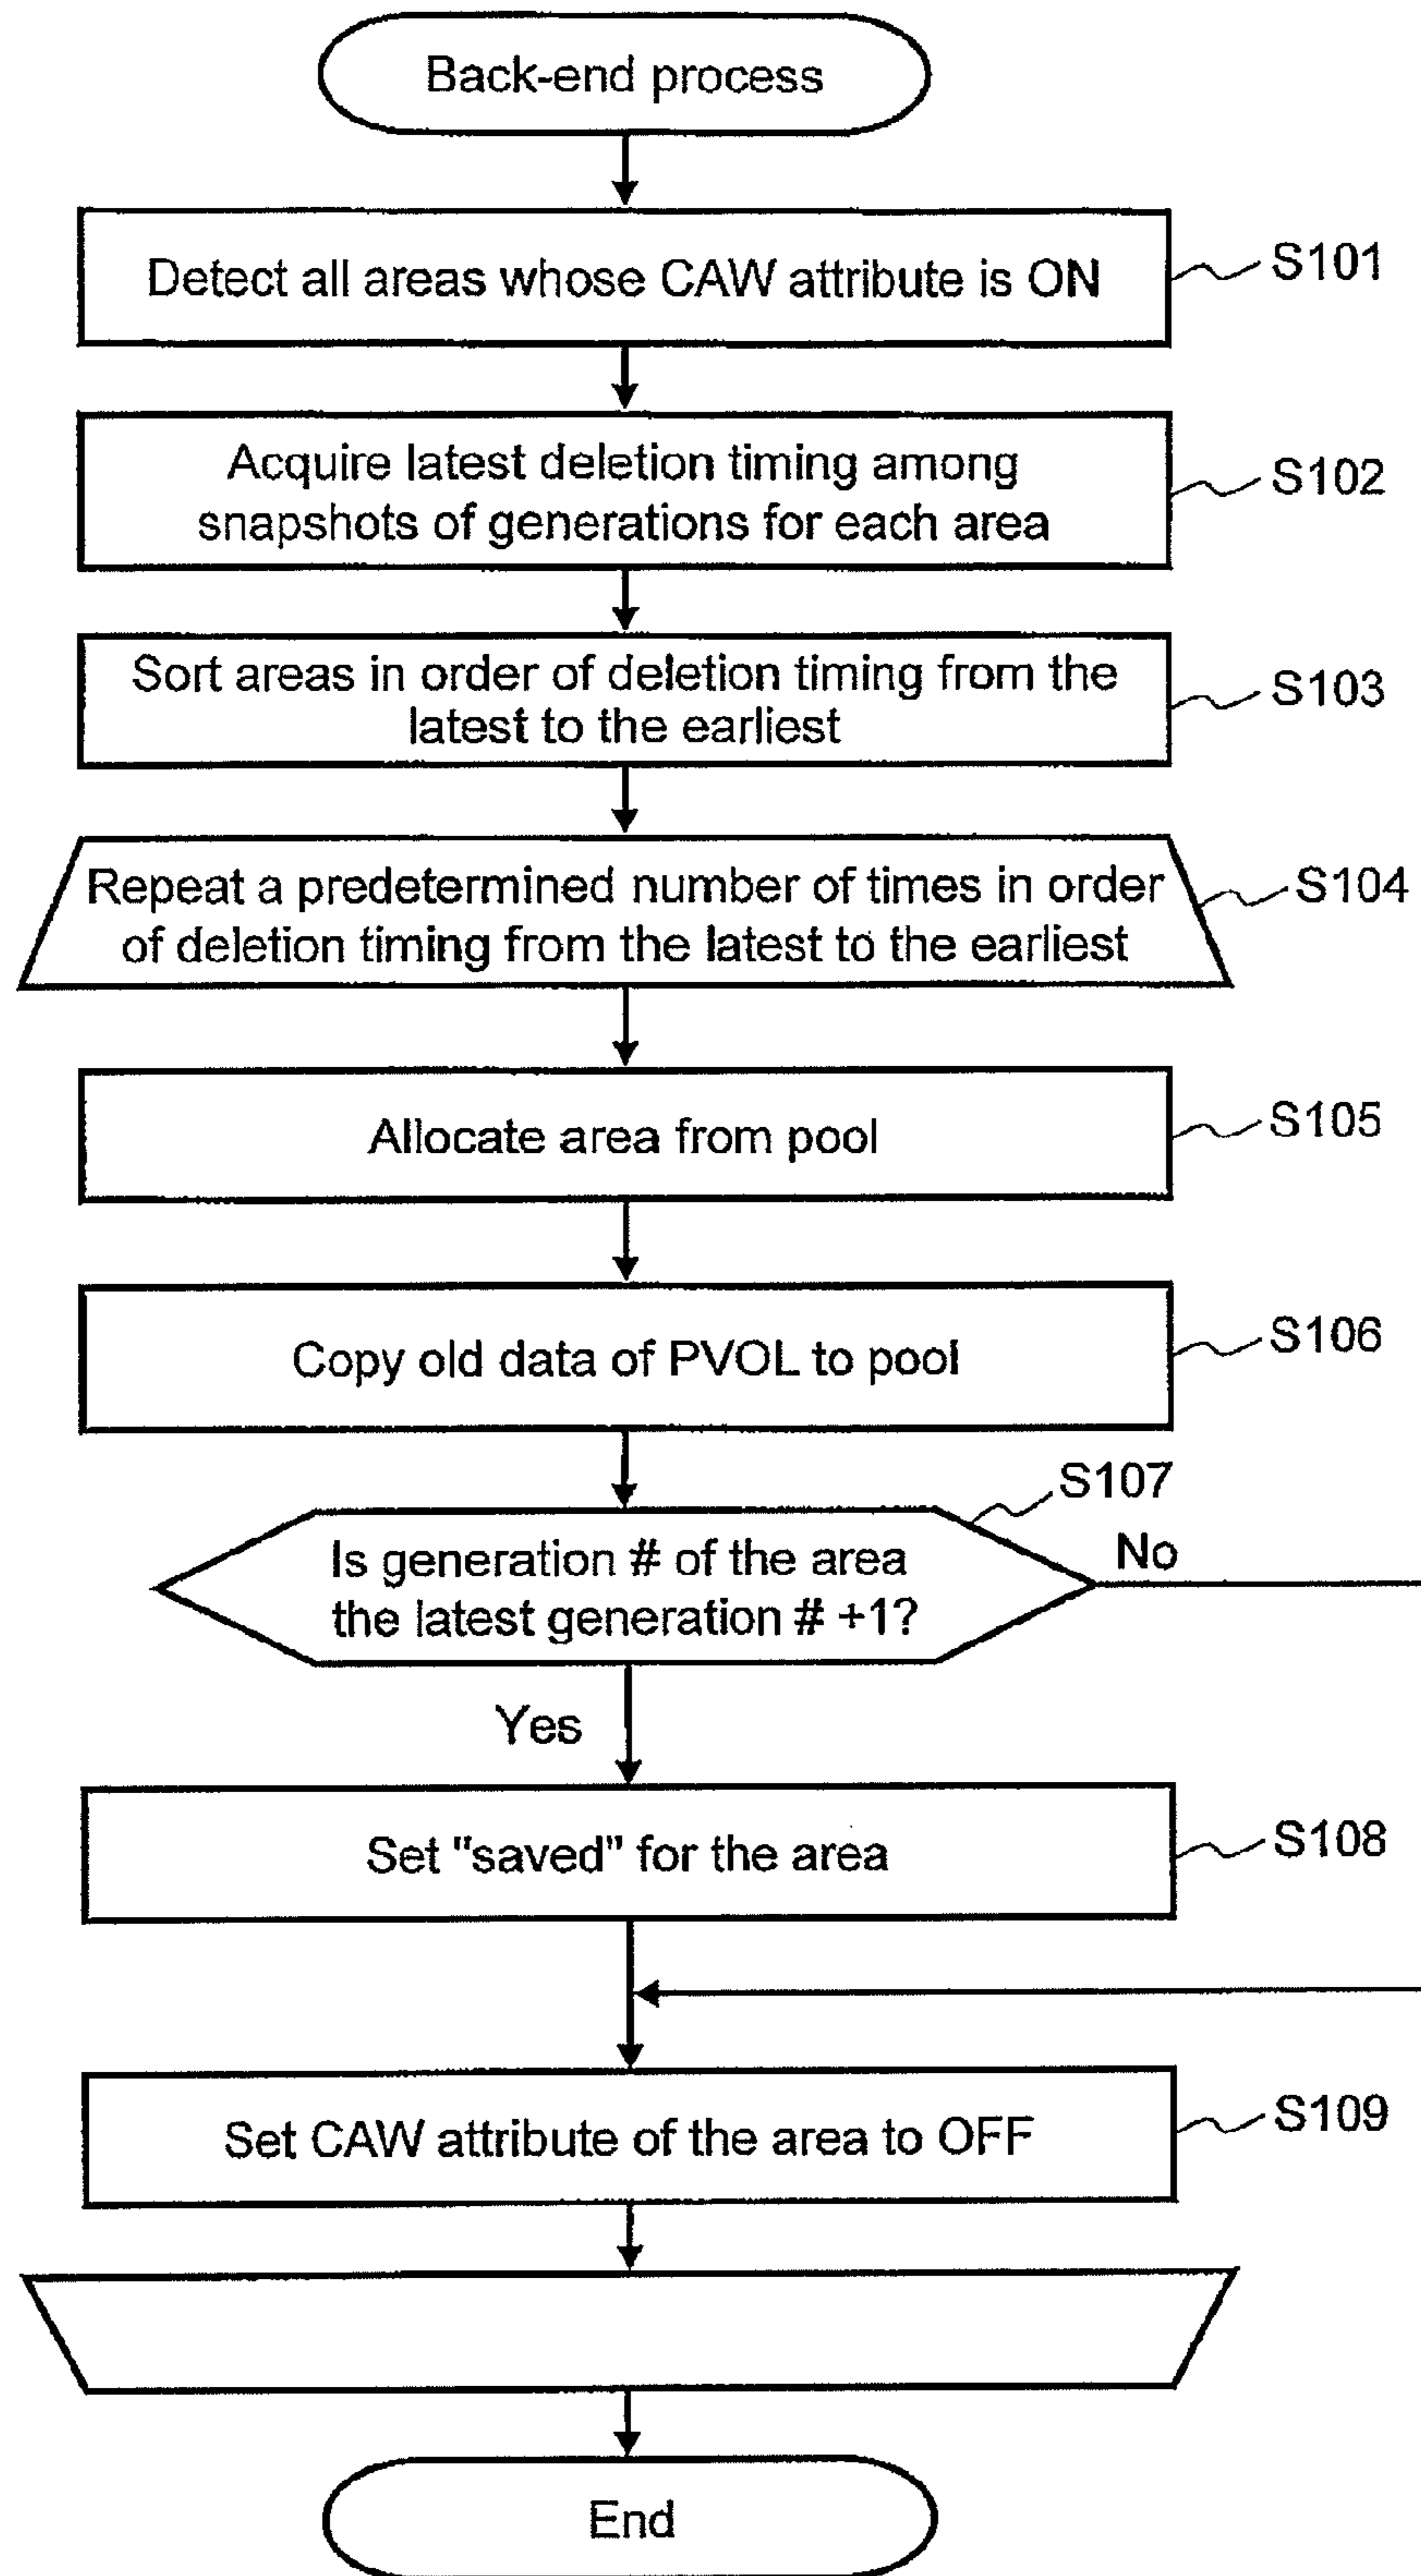 Back-end process
Detect all areas whose CAW attribute is ON
S101
Acquire latest deletion timing among
snapshots of generations for each area
S102
Sort areas in order of deletion timing from the
latest to the earliest
S103
Repeat a predetermined number of times in order
of deletion timing from the latest to the earliest
S104
Allocate area from pool
S105
Copy old data of PVOL to pool
S106
S107
Is generation # of the area
the latest generation # +1?
No
Yes
Set "saved" for the area
S108
Set CAW attribute of the area to OFF
S109
End